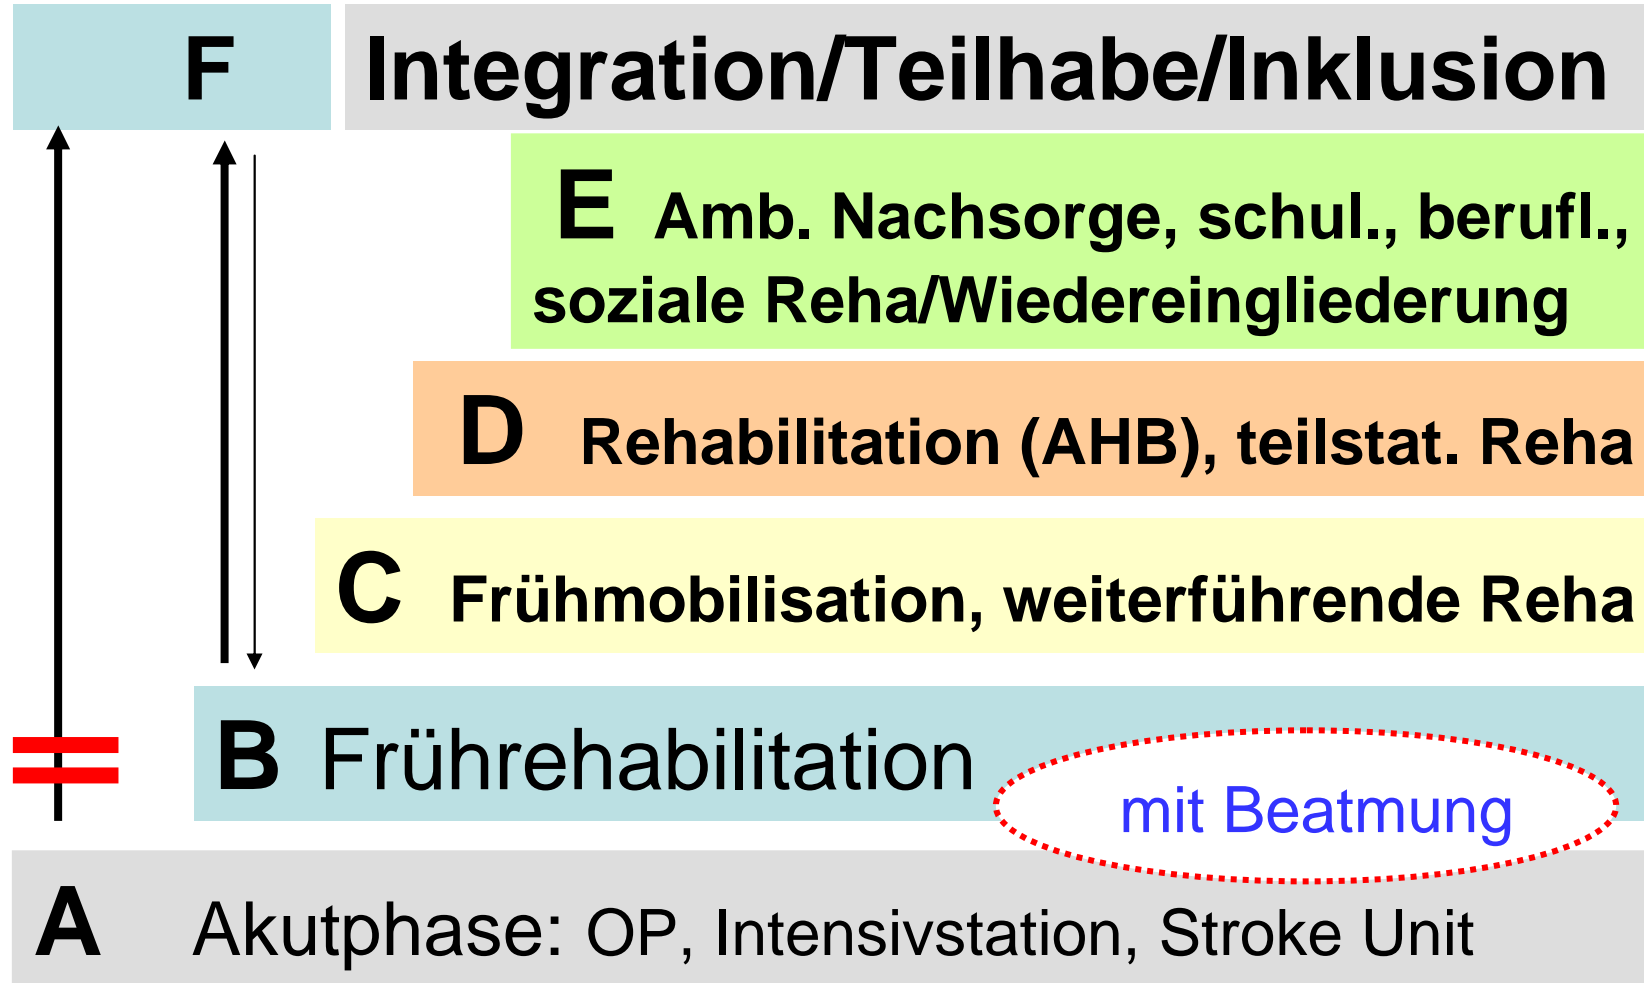 F Integration/Teilhabe/Inklusion
E Amb. Nachsorge, schul., berufl.,
soziale Reha/Wiedereingliederung
D Rehabilitation (AHB), teilstat. Reha
C Frühmobilisation, weiterführende Reha
B Frührehabilitation
mit Beatmung
A Akutphase: OP, Intensivstation, Stroke Unit